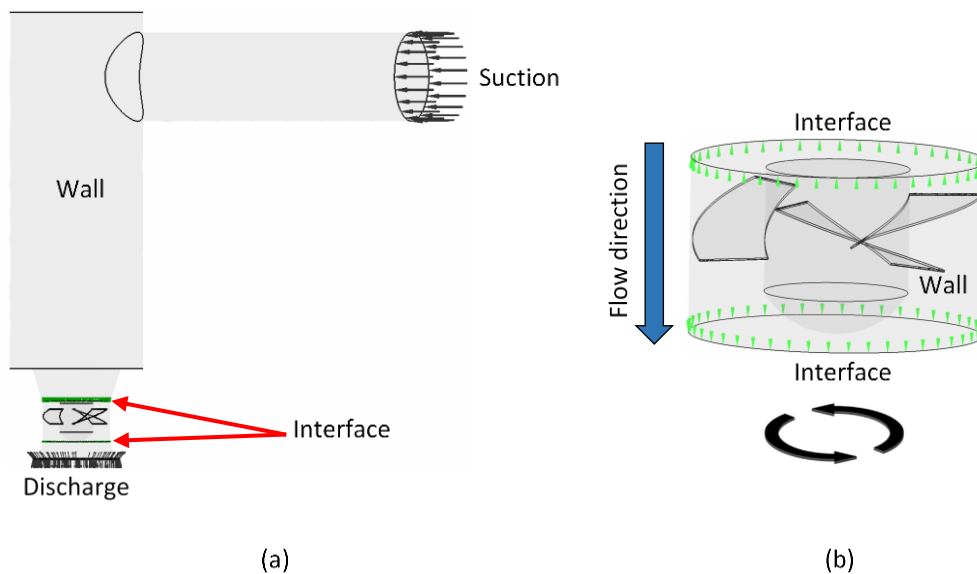 Suction
Wall
Interface
Discharge
(a)
Interface
Flow direction
Wall
Interface
(b)